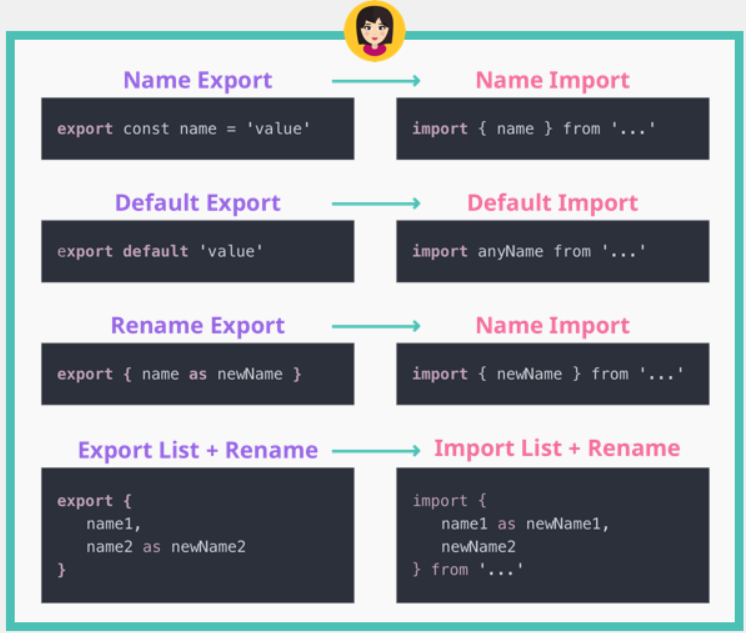 Name Export → Name Import
export const name = 'value'
import { name } from '...'
Default Export → Default Import
export default 'value'
import anyName from '...'
Rename Export → Name Import
export { name as newName }
import { newName } from '...'
Export List + Rename → Import List + Rename
export {
name1,
name2 as newName2
}
import {
name1 as newName1,
newName2
} from '...'